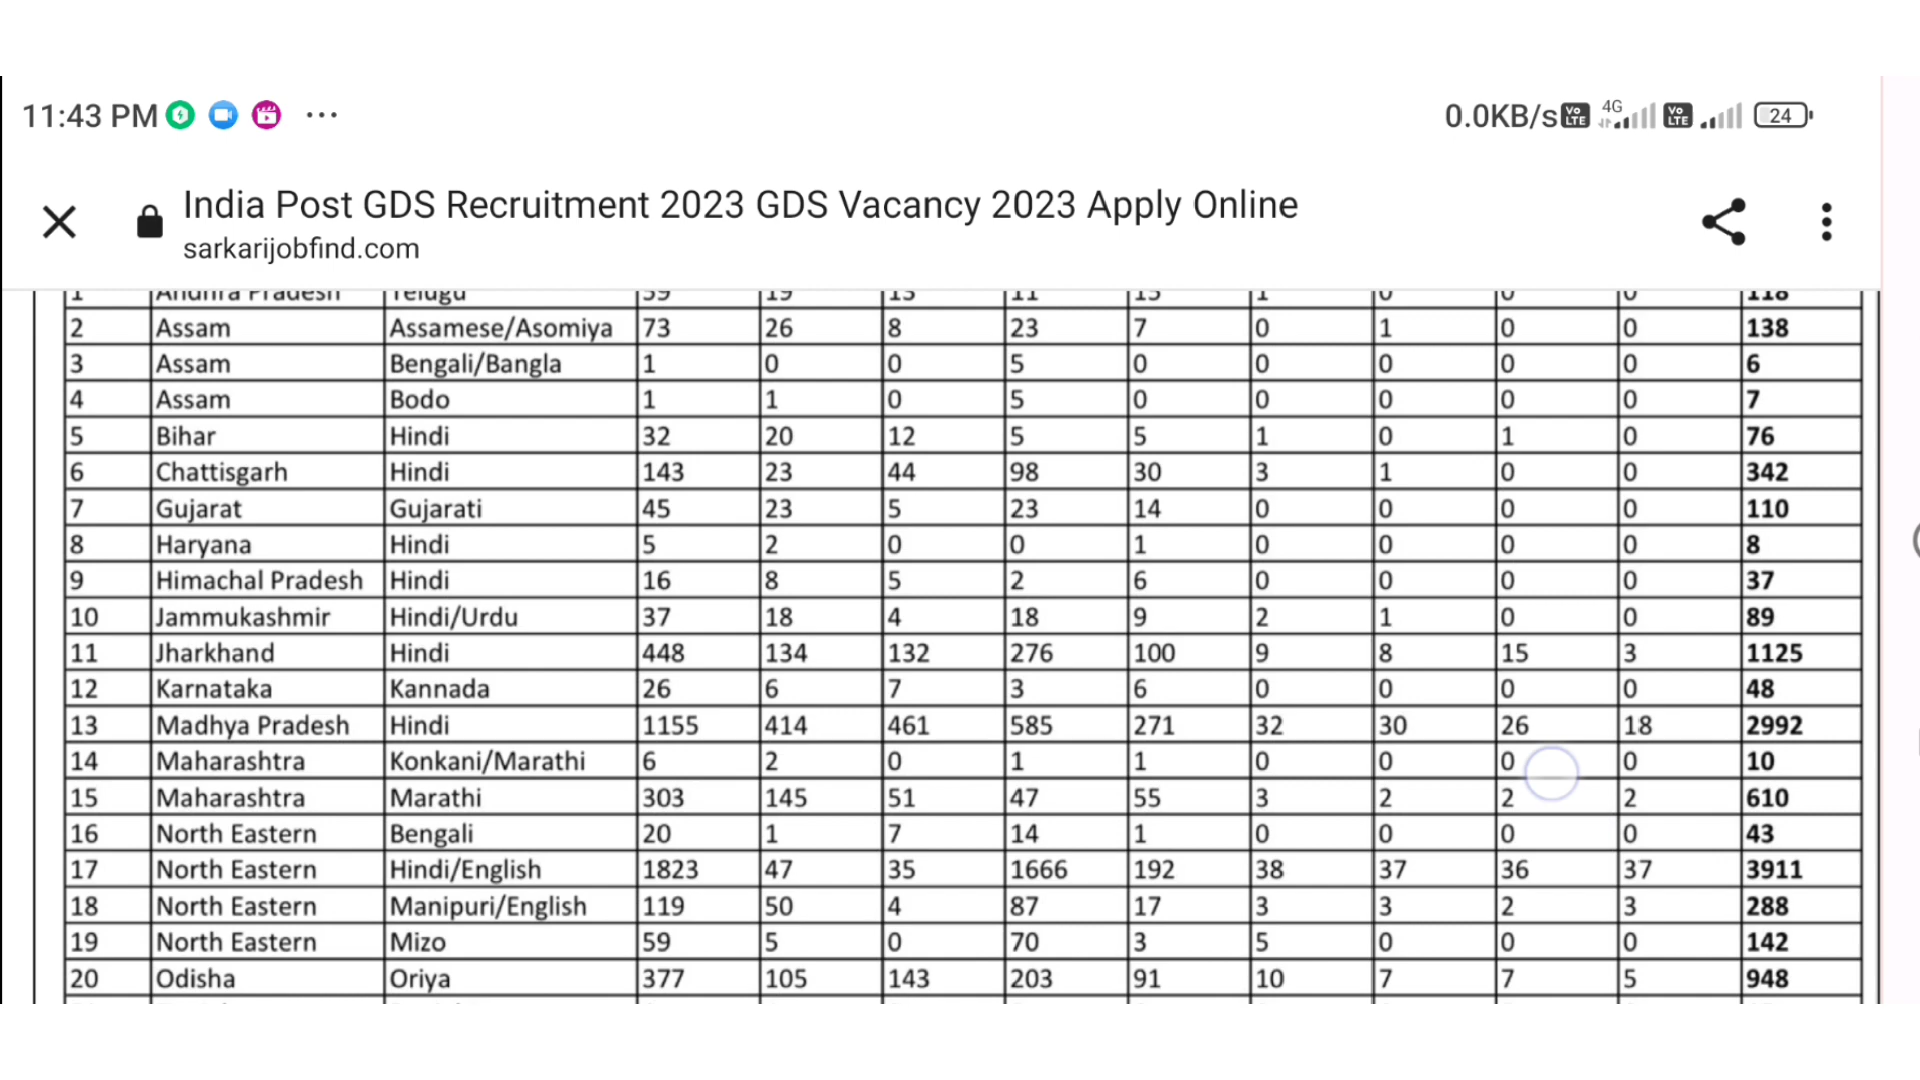 11:43 PM ...
0.0KB/s Vo LTE 4G Vo LTE 24
India Post GDS Recruitment 2023 GDS Vacancy 2023 Apply Online
sarkarijobfind.com
1 Andhra Pradesh Telugu 59 19 13 11 15 1 0 0 0 118
2 Assam Assamese/Asomiya 73 26 8 23 7 0 1 0 0 138
3 Assam Bengali/Bangla 1 0 0 5 0 0 0 0 0 6
4 Assam Bodo 1 1 0 5 0 0 0 0 0 7
5 Bihar Hindi 32 20 12 5 5 1 0 1 0 76
6 Chattisgarh Hindi 143 23 44 98 30 3 1 0 0 342
7 Gujarat Gujarati 45 23 5 23 14 0 0 0 0 110
8 Haryana Hindi 5 2 0 0 1 0 0 0 0 8
9 Himachal Pradesh Hindi 16 8 5 2 6 0 0 0 0 37
10 Jammukashmir Hindi/Urdu 37 18 4 18 9 2 1 0 0 89
11 Jharkhand Hindi 448 134 132 276 100 9 8 15 3 1125
12 Karnataka Kannada 26 6 7 3 6 0 0 0 0 48
13 Madhya Pradesh Hindi 1155 414 461 585 271 32 30 26 18 2992
14 Maharashtra Konkani/Marathi 6 2 0 1 1 0 0 0 0 10
15 Maharashtra Marathi 303 145 51 47 55 3 2 2 2 610
16 North Eastern Bengali 20 1 7 14 1 0 0 0 0 43
17 North Eastern Hindi/English 1823 47 35 1666 192 38 37 36 37 3911
18 North Eastern Manipuri/English 119 50 4 87 17 3 3 2 3 288
19 North Eastern Mizo 59 5 0 70 3 5 0 0 0 142
20 Odisha Oriya 377 105 143 203 91 10 7 7 5 948